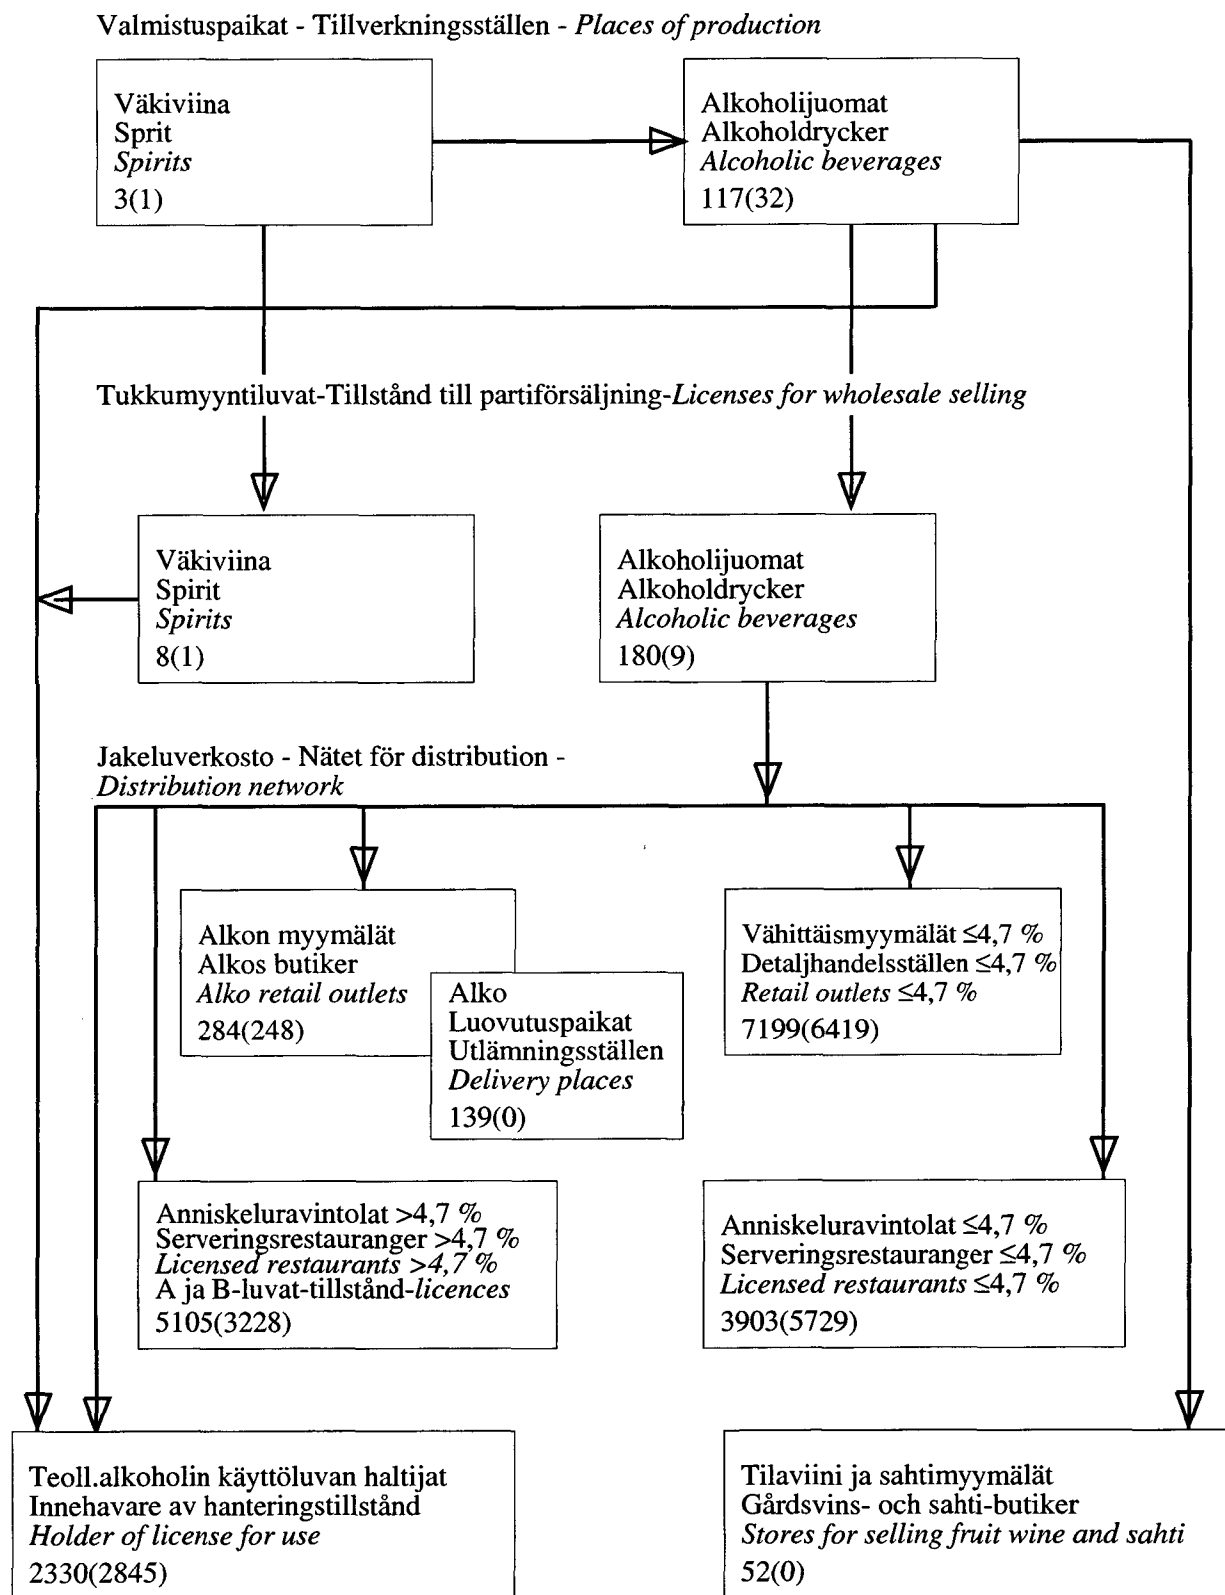 Valmistuspaikat - Tillverkningsställen - Places of production
Väkiviina
Sprit
Spirits
3(1)
Alkoholijuomat
Alkoholdrycker
Alcoholic beverages
117(32)
Tukkumyyntiluvat-Tillstånd till partiförsäljning-Licenses for wholesale selling
Väkiviina
Spirit
Spirits
8(1)
Alkoholijuomat
Alkoholdrycker
Alcoholic beverages
180(9)
Jakeluverkosto - Nätet för distribution -
Distribution network
Alkon myymälät
Alkos butiker
Alko retail outlets
284(248)
Alko
Luovutuspaikat
Utlämningsställen
Delivery places
139(0)
Vähittäismyymälät ≤4,7 %
Detaljhandelsställen ≤4,7 %
Retail outlets ≤4,7 %
7199(6419)
Anniskeluravintolat >4,7 %
Serveringsrestauranger >4,7 %
Licensed restaurants >4,7 %
A ja B-luvat-tillstånd-licences
5105(3228)
Anniskeluravintolat ≤4,7 %
Serveringsrestauranger ≤4,7 %
Licensed restaurants ≤4,7 %
3903(5729)
Teoll.alkoholin käyttöluvan haltijat
Innehavare av hanteringstillstånd
Holder of license for use
2330(2845)
Tilaviini ja sahtimyymälät
Gårdsvins- och sahti-butiker
Stores for selling fruit wine and sahti
52(0)